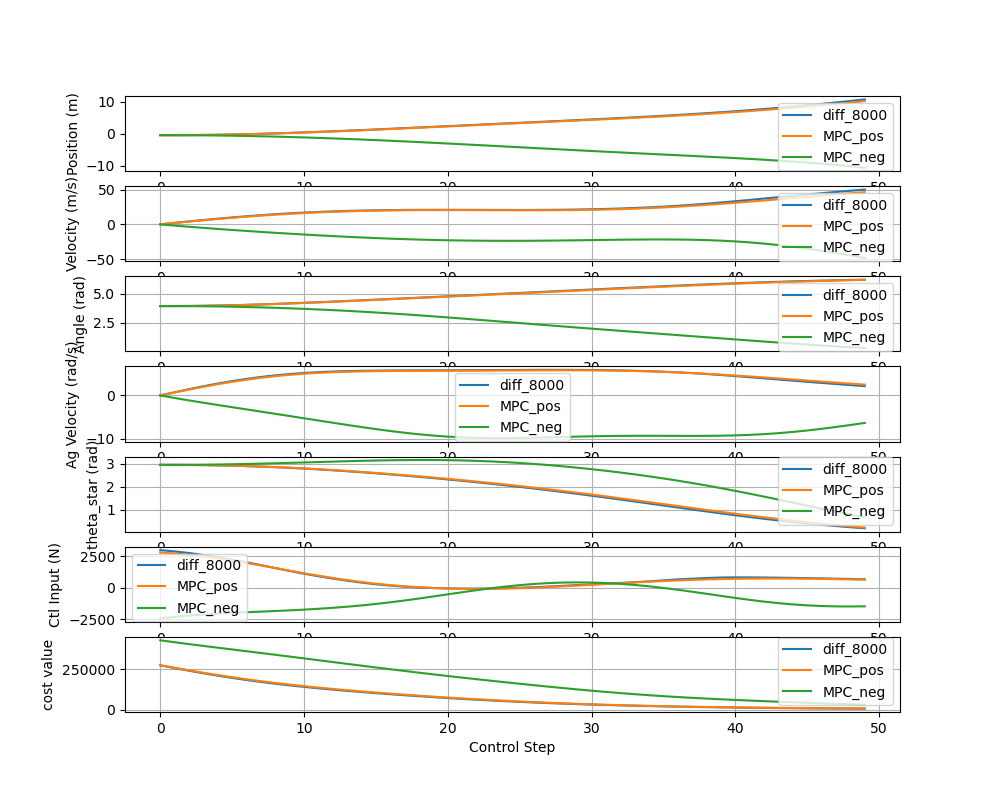 Position (m)
10
0
−10
diff_8000
MPC_pos
MPC_neg
0
10
20
30
40
50
Velocity (m/s)
50
0
−50
diff_8000
MPC_pos
MPC_neg
0
10
20
30
40
50
Angle (rad)
5.0
2.5
diff_8000
MPC_pos
MPC_neg
0
10
20
30
40
50
Ag Velocity (rad/s)
0
−10
diff_8000
MPC_pos
MPC_neg
0
10
20
30
40
50
theta_star (rad)
3
2
1
diff_8000
MPC_pos
MPC_neg
0
10
20
30
40
50
Ctl Input (N)
2500
0
−2500
diff_8000
MPC_pos
MPC_neg
0
10
20
30
40
50
cost value
250000
0
diff_8000
MPC_pos
MPC_neg
0
10
20
30
40
50
Control Step